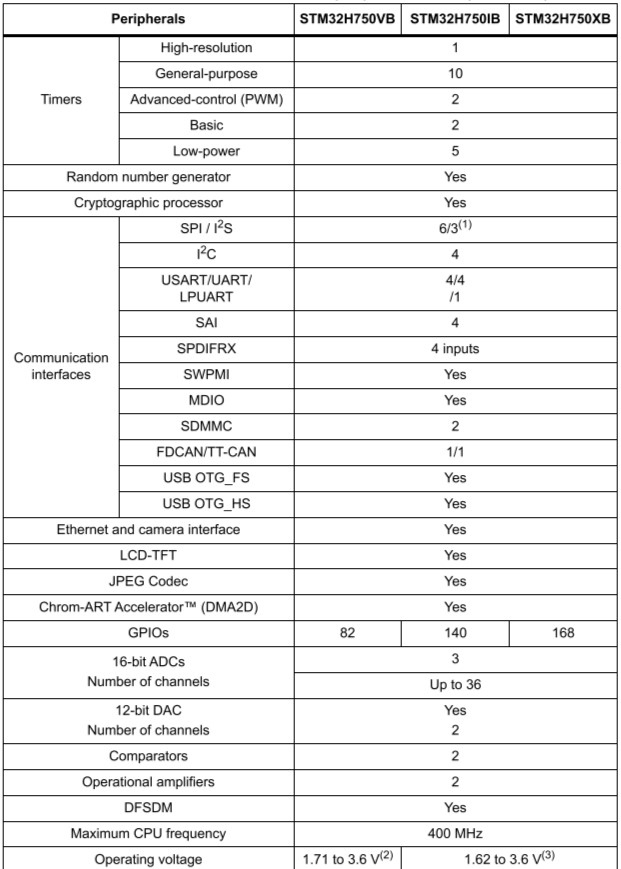 Peripherals STM32H750VB STM32H750IB STM32H750XB
Timers
High-resolution 1
General-purpose 10
Advanced-control (PWM) 2
Basic 2
Low-power 5
Random number generator Yes
Cryptographic processor Yes
Communication
interfaces
SPI / I²S 6/3⁽¹⁾
I²C 4
USART/UART/ 4/4
LPUART /1
SAI 4
SPDIFRX 4 inputs
SWPMI Yes
MDIO Yes
SDMMC 2
FDCAN/TT-CAN 1/1
USB OTG_FS Yes
USB OTG_HS Yes
Ethernet and camera interface Yes
LCD-TFT Yes
JPEG Codec Yes
Chrom-ART Accelerator™ (DMA2D) Yes
GPIOs 82 140 168
16-bit ADCs 3
Number of channels Up to 36
12-bit DAC Yes
Number of channels 2
Comparators 2
Operational amplifiers 2
DFSDM Yes
Maximum CPU frequency 400 MHz
Operating voltage 1.71 to 3.6 V⁽²⁾ 1.62 to 3.6 V⁽³⁾